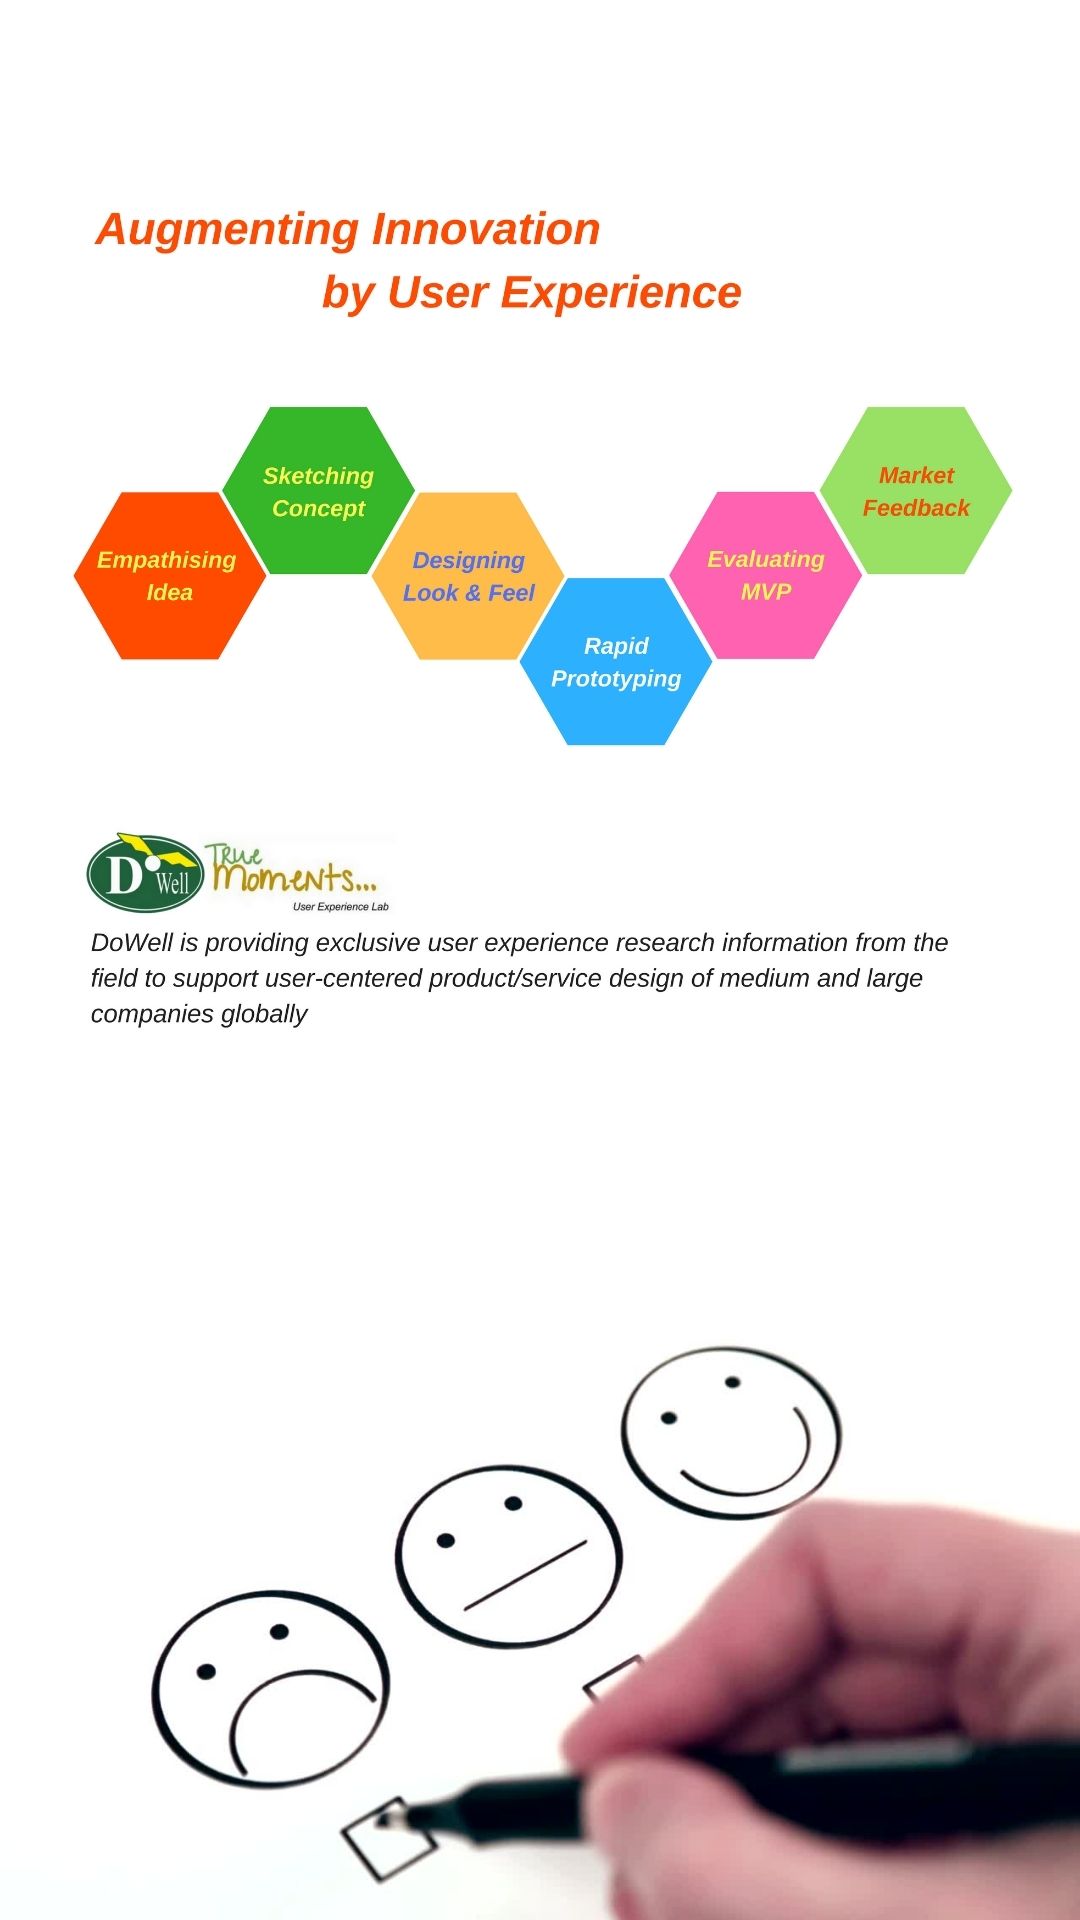 Augmenting Innovation
by User Experience
Empathising
Idea
Sketching
Concept
Designing
Look & Feel
Rapid
Prototyping
Evaluating
MVP
Market
Feedback
DoWell
True
Moments...
User Experience Lab
DoWell is providing exclusive user experience research information from the
field to support user-centered product/service design of medium and large
companies globally